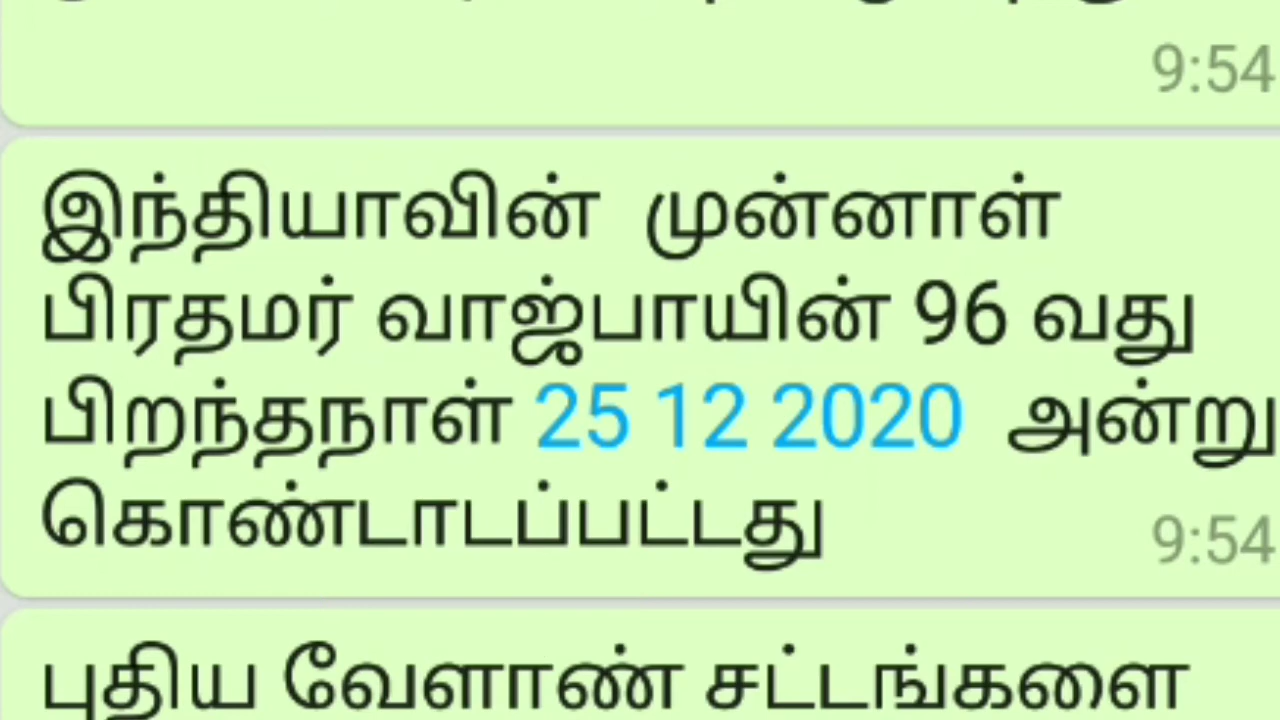 9:54
இந்தியாவின் முன்னாள்
பிரதமர் வாஜ்பாயின் 96 வது
பிறந்தநாள் 25 12 2020 அன்று
கொண்டாடப்பட்டது
9:54
புதிய வேளாண் சட்டங்களை